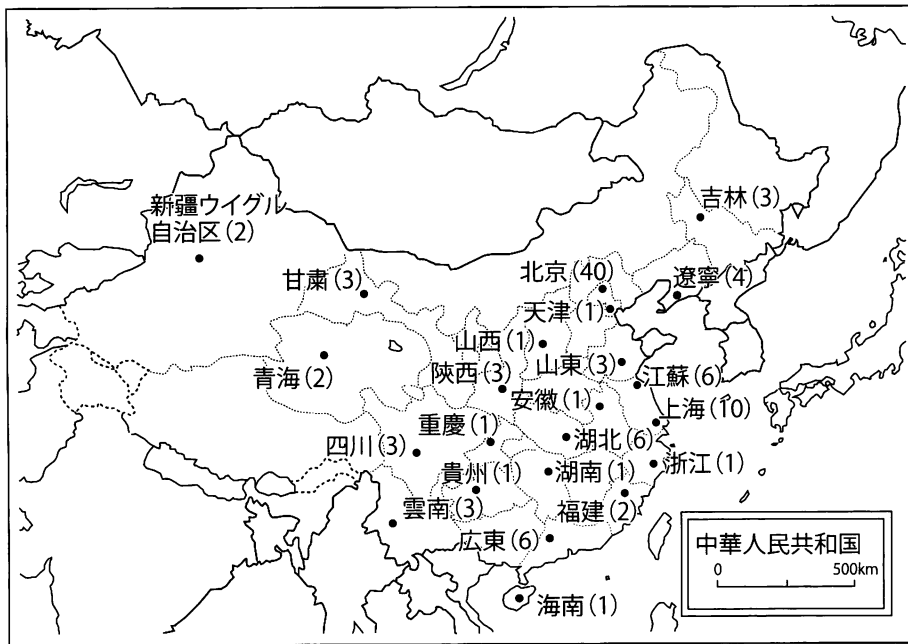 新疆ウイグル
自治区(2)
吉林(3)
甘粛(3)
北京(40)
遼寧(4)
天津(1)
山西(1)
青海(2)
陝西(3)
山東(3)
江蘇(6)
安徽(1)
上海(10)
重慶(1)
四川(3)
湖北(6)
浙江(1)
貴州(1)
湖南(1)
雲南(3)
福建(2)
広東(6)
海南(1)
中華人民共和国
0 500km